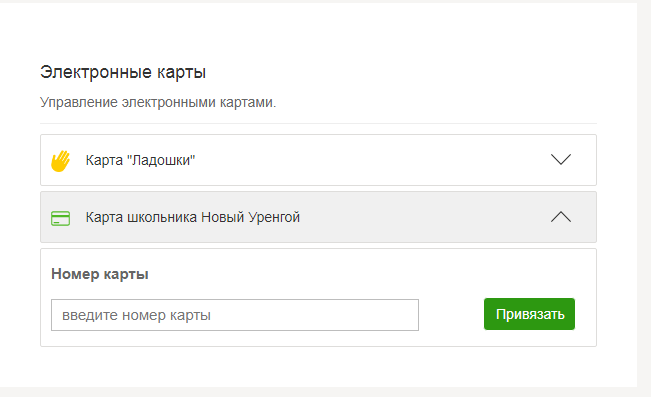 Электронные карты
Управление электронными картами.
Карта "Ладошки"
Карта школьника Новый Уренгой
Номер карты
введите номер карты
Привязать